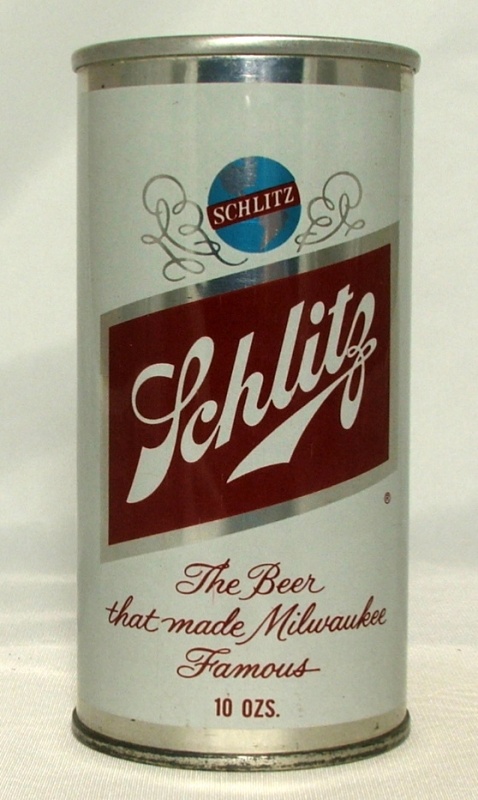 SCHLITZ
Schlitz
®
The Beer
that made Milwaukee
Famous
10 OZS.